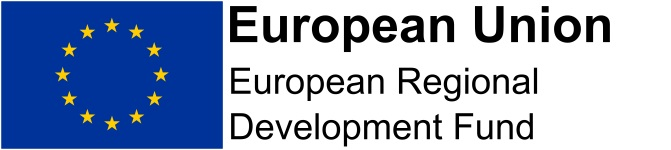 European Union
European Regional
Development Fund